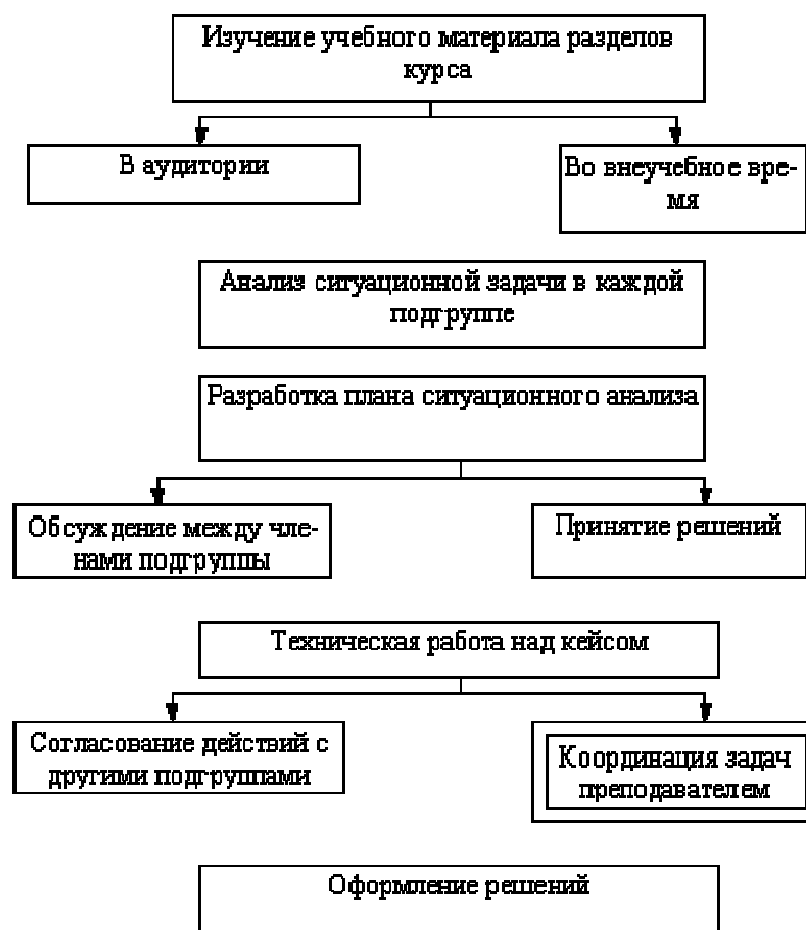 Изучение учебного материала разделов
курса
В аудитории
Во внеучебное вре-
мя
Анализ ситуационной задачи в каждой
подгруппе
Разработка плана ситуационного анализа
Обсуждение между чле-
нами подгруппы
Принятие решений
Техническая работа над кейсом
Согласование действий с
другими подгруппами
Координация задач
преподавателем
Оформление решений